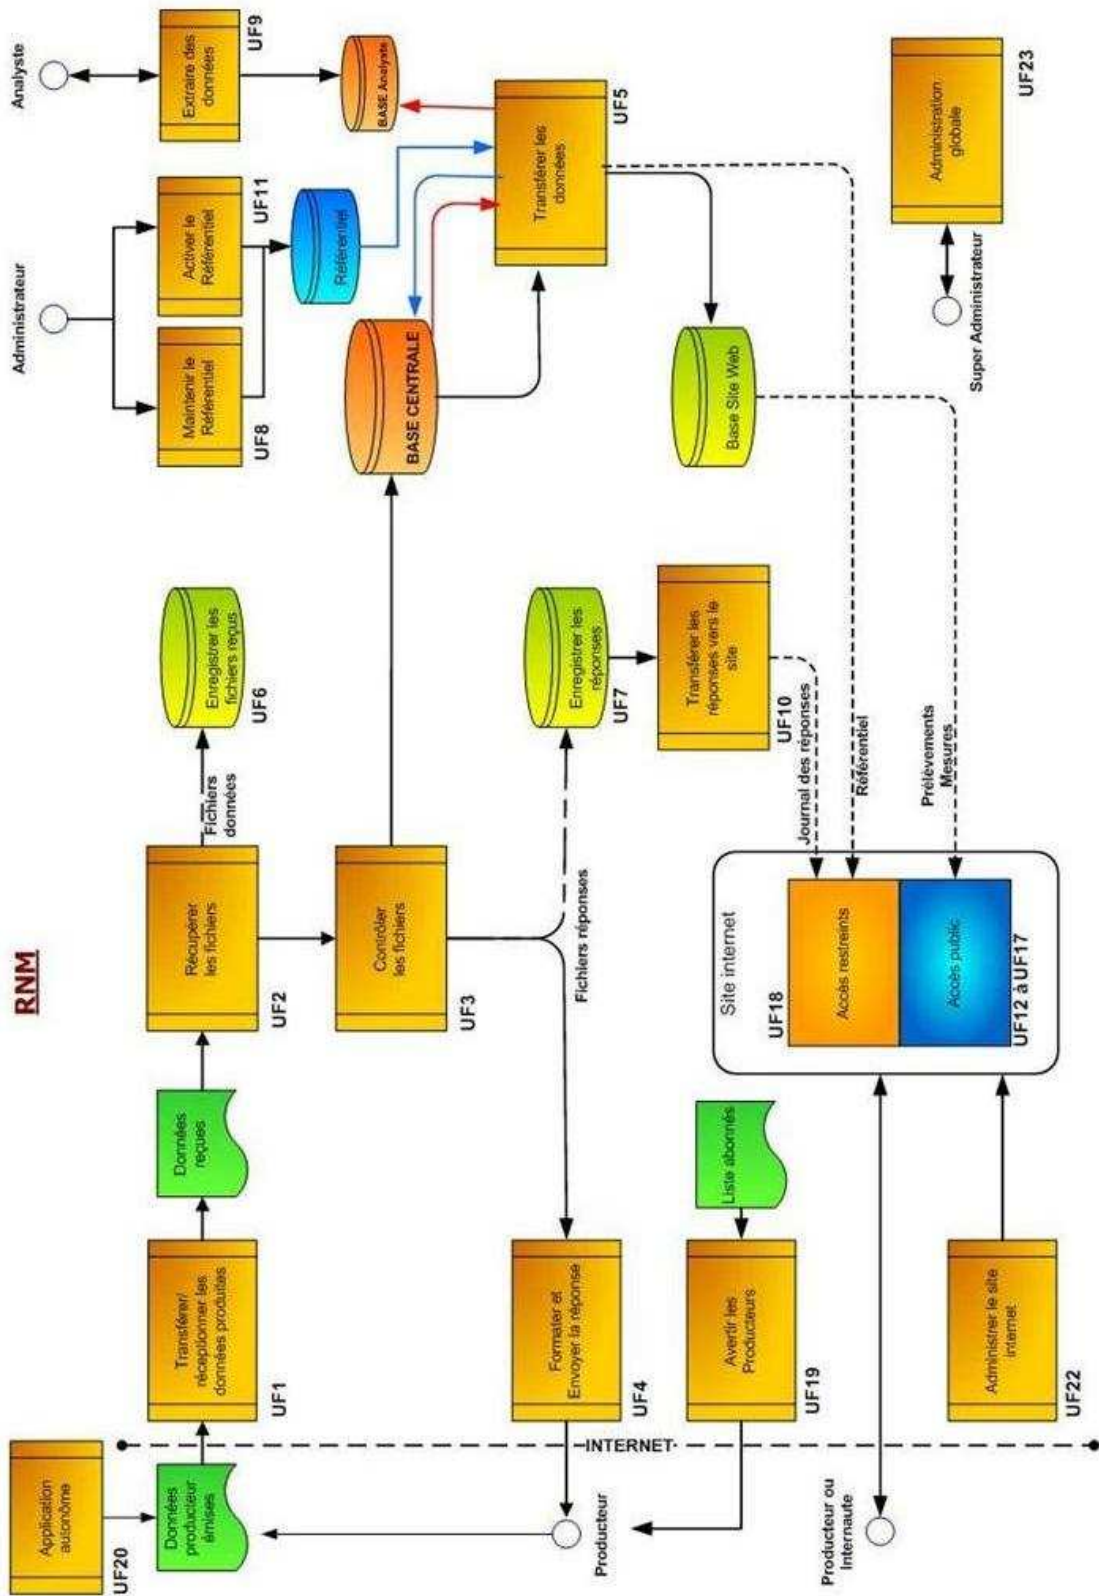 RNM
Application
autonôme
UF20
Données
producteur
émises
Transférer/
réceptionner les
données produites
UF1
Données
reçues
Récupérer
les fichiers
UF2
Fichiers
données
Enregistrer les
fichiers reçus
UF6
Administrateur
Maintenir le
Référentiel
UF8
Activer le
Référentiel
UF11
Analyste
Extraire des
données
UF9
Contrôler
les fichiers
UF3
BASE CENTRALE
Référentiel
BASE Analyste
Producteur
Formater et
Envoyer la réponse
UF4
Fichiers réponses
Enregistrer les
réponses
UF7
Transférer les
données
UF5
INTERNET
Avertir les
Producteurs
UF19
Liste abonnés
Transférer les
réponses vers le
site
UF10
Base Site Web
Site internet
UF18
Accès restreints
Accès public
UF12 à UF17
Journal des réponses
Référentiel
Prélèvements
Mesures
Producteur ou
Internaute
Administrer le site
internet
UF22
Super Administrateur
Administration
globale
UF23